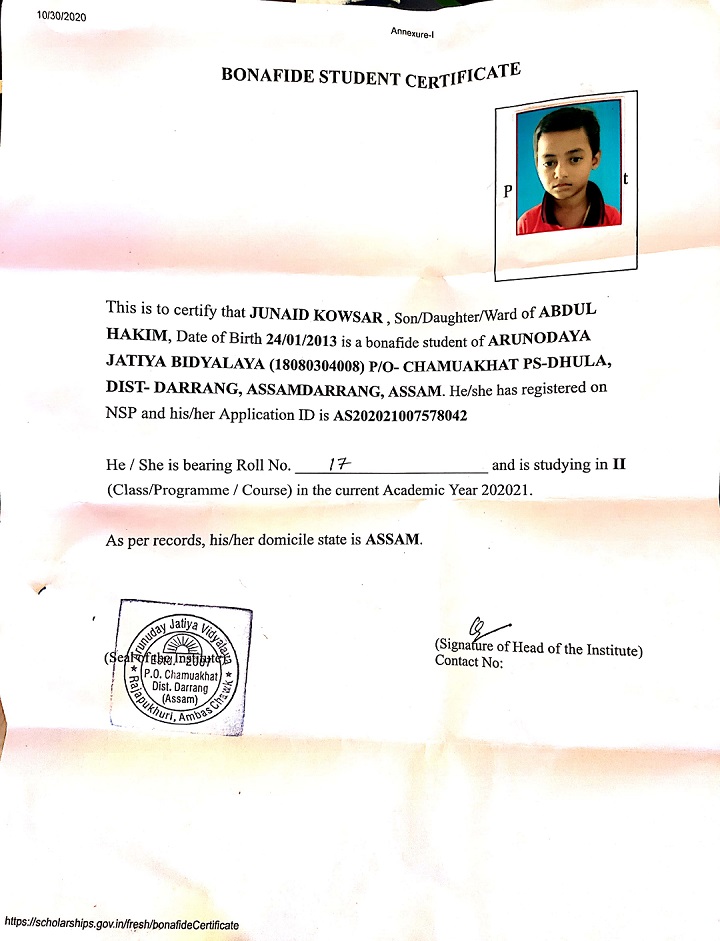 10/30/2020
Annexure-I
BONAFIDE STUDENT CERTIFICATE
P
t
This is to certify that JUNAID KOWSAR , Son/Daughter/Ward of ABDUL
HAKIM, Date of Birth 24/01/2013 is a bonafide student of ARUNODAYA
JATIYA BIDYALAYA (18080304008) P/O- CHAMUAKHAT PS-DHULA,
DIST- DARRANG, ASSAMDARRANG, ASSAM. He/she has registered on
NSP and his/her Application ID is AS202021007578042
He / She is bearing Roll No. 17 and is studying in II
(Class/Programme / Course) in the current Academic Year 202021.
As per records, his/her domicile state is ASSAM.
(Seal of the Institute)
Arunuday Jatiya Vidyalaya
Estd. 2007
P.O. Chamuakhat
Dist. Darrang
(Assam)
Rajapukhuri, Ambas Chawk
(Signature of Head of the Institute)
Contact No:
https://scholarships.gov.in/fresh/bonafideCertificate